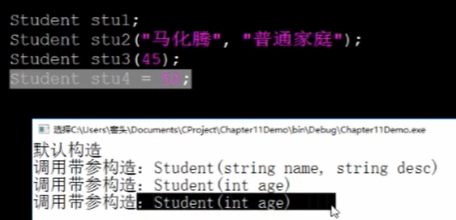 Student stu1;
Student stu2("马化腾", "普通家庭");
Student stu3(45);
Student stu4 = 50;
选择C:\Users\窖头\Documents\CProject\Chapter11Demo\bin\Debug\Chapter11Demo.exe
默认构造
调用带参构造: Student(string name, string desc)
调用带参构造: Student(int age)
调用带参构造: Student(int age)